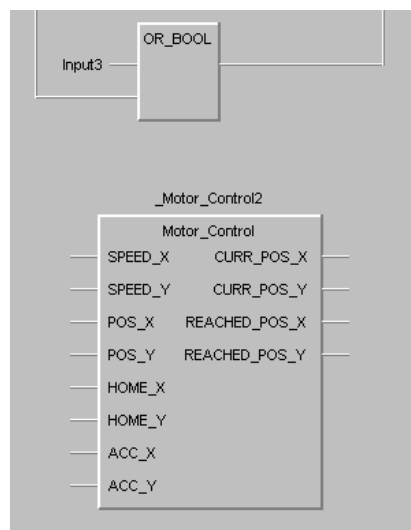 OR_BOOL
Input3
_Motor_Control2
Motor_Control
SPEED_X CURR_POS_X
SPEED_Y CURR_POS_Y
POS_X REACHED_POS_X
POS_Y REACHED_POS_Y
HOME_X
HOME_Y
ACC_X
ACC_Y